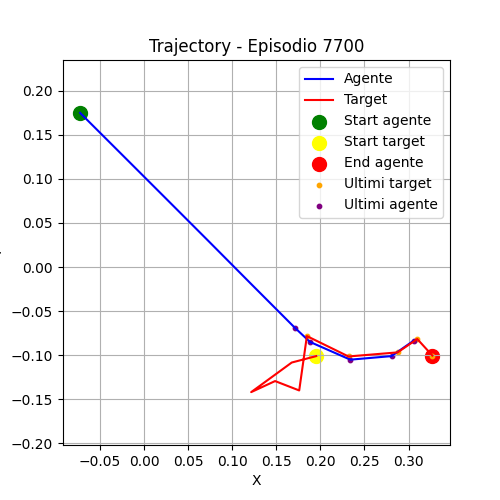 Trajectory - Episodio 7700
Agente
Target
Start agente
Start target
End agente
Ultimi target
Ultimi agente
0.20
0.15
0.10
0.05
0.00
−0.05
−0.10
−0.15
−0.20
−0.05 0.00 0.05 0.10 0.15 0.20 0.25 0.30
X